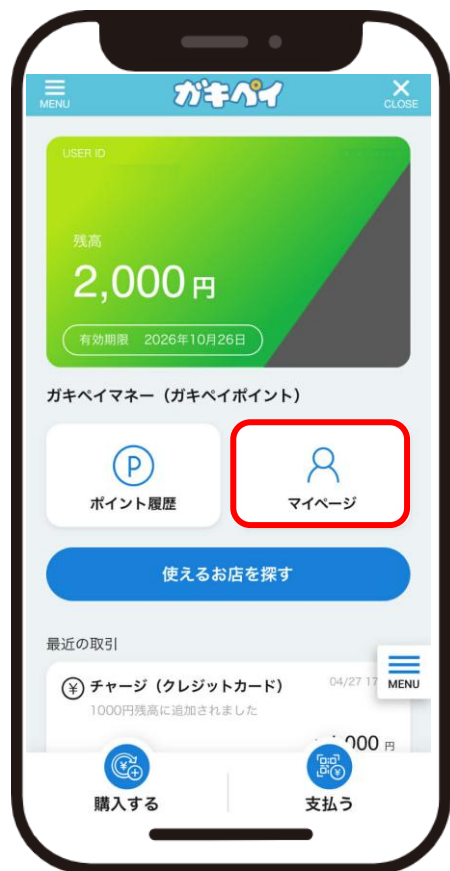 MENU
ガキペイ
CLOSE
USER ID
残高
2,000 円
有効期限 2026年10月26日
ガキペイマネー（ガキペイポイント）
P
ポイント履歴
マイページ
使えるお店を探す
最近の取引
チャージ（クレジットカード）
04/27 17
1000円残高に追加されました
000 円
MENU
購入する
支払う